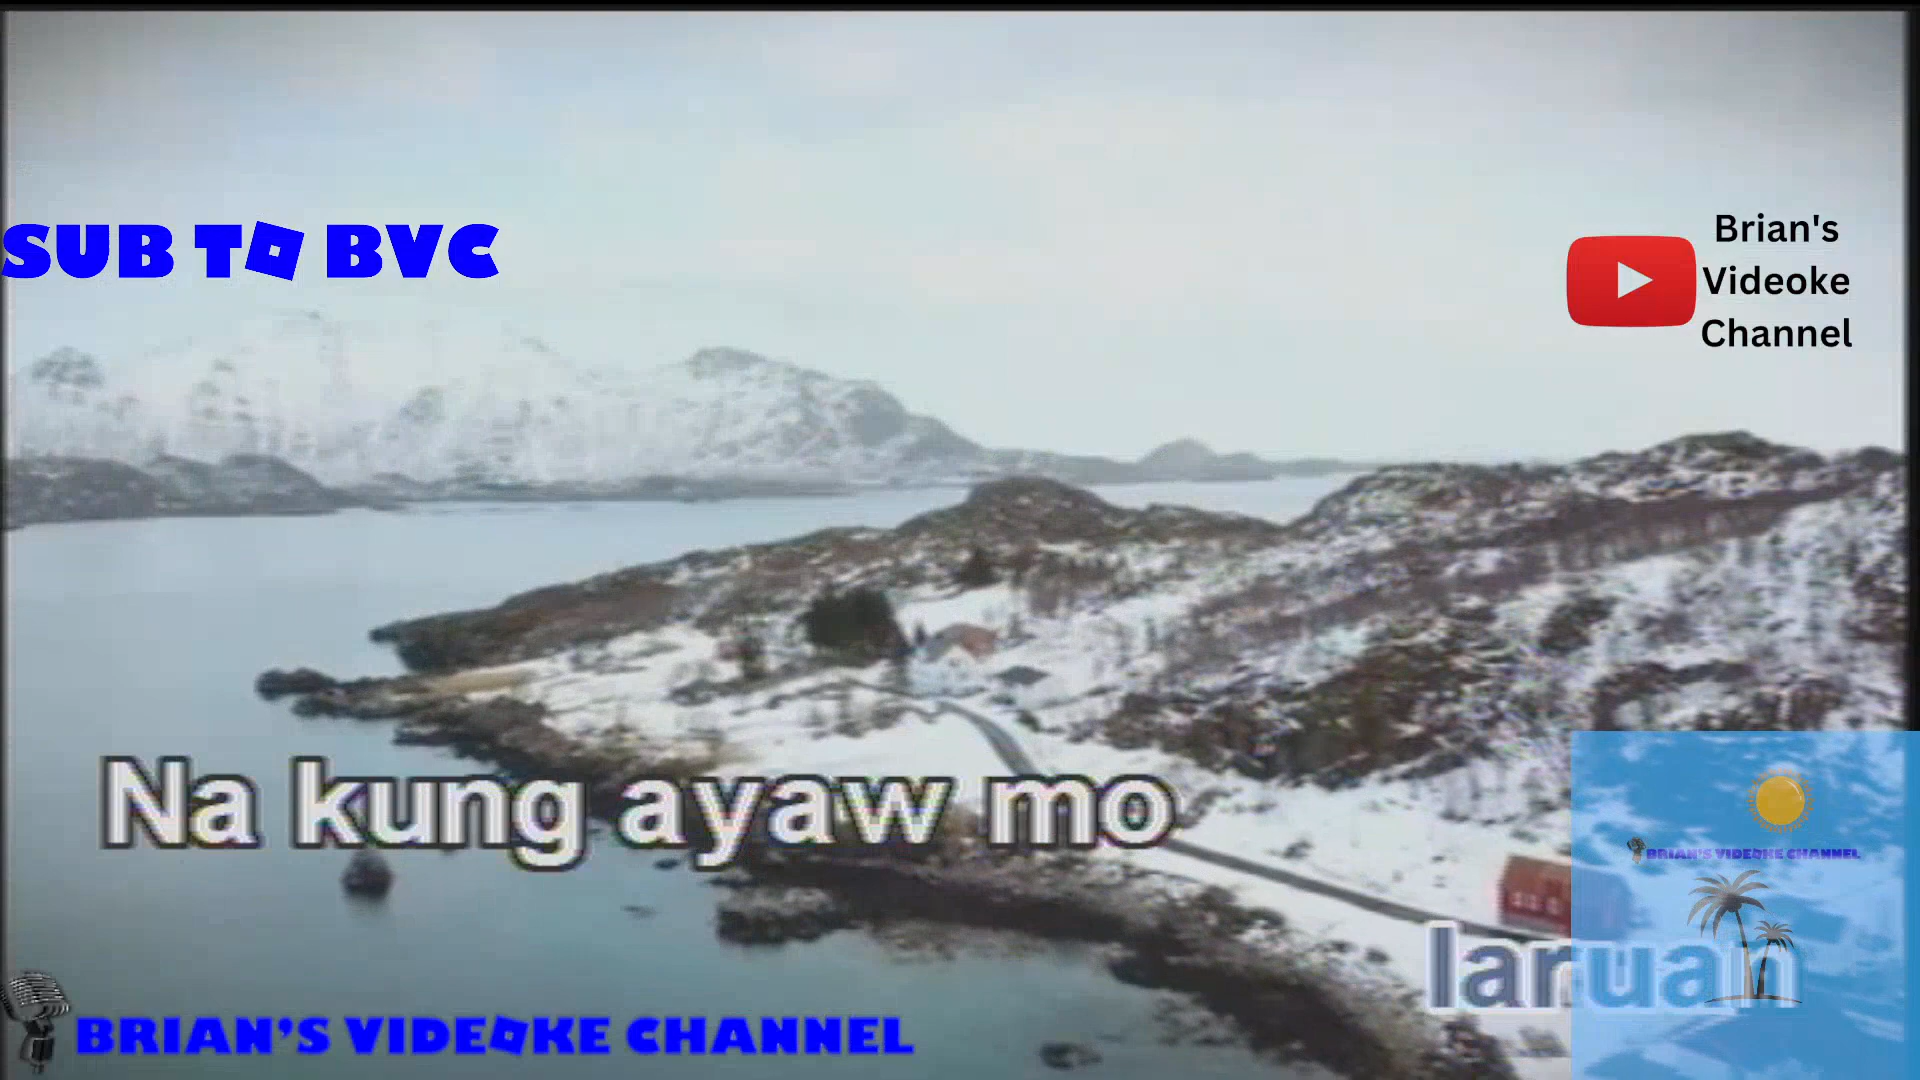 SUB TO BVC
Brian's
Videoke
Channel
Na kung ayaw mo
BRIAN'S VIDEOKE CHANNEL
laruan
BRIAN'S VIDEOKE CHANNEL